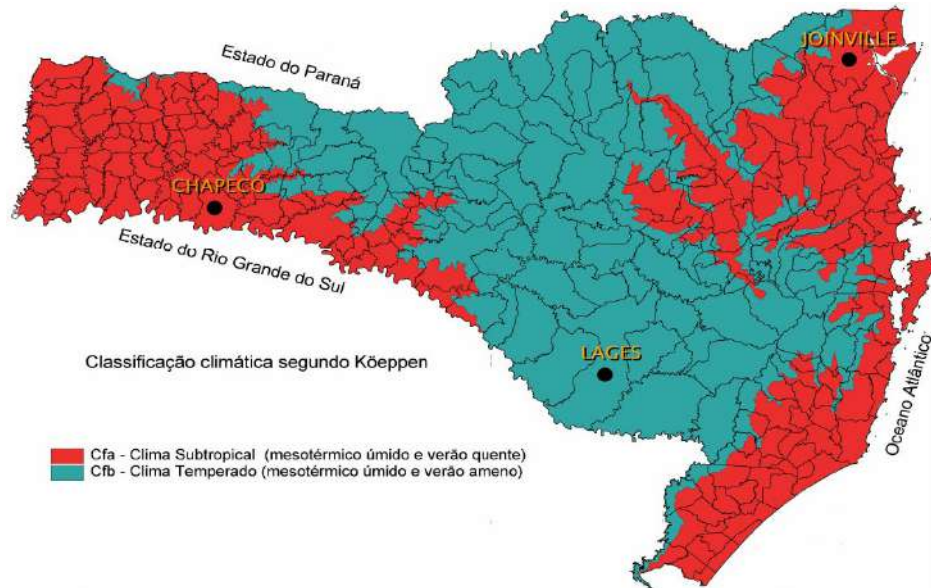 JOINVILLE
Estado do Paraná
CHAPECÓ
Estado do Rio Grande do Sul
LAGES
Classificação climática segundo Köeppen
Oceano Atlântico
Cfa - Clima Subtropical (mesotérmico úmido e verão quente)
Cfb - Clima Temperado (mesotérmico úmido e verão ameno)